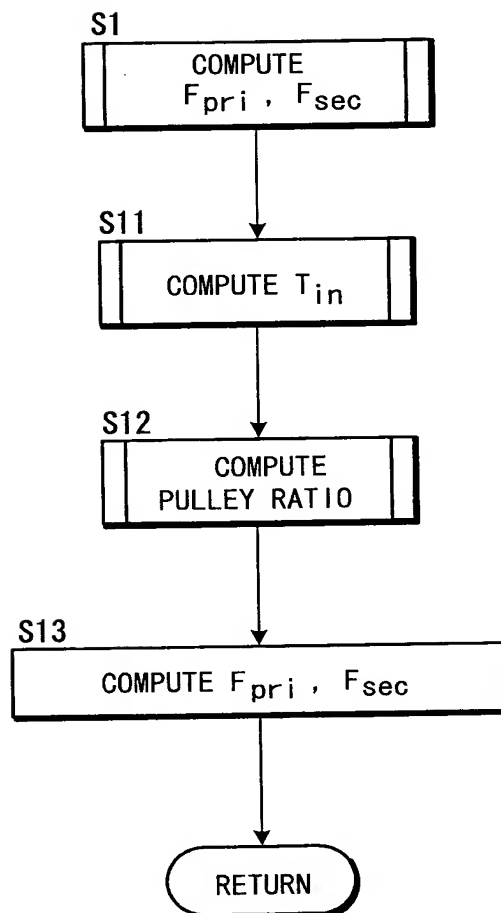 S1
COMPUTE
Fpri , Fsec
S11
COMPUTE Tin
S12
COMPUTE
PULLEY RATIO
S13
COMPUTE Fpri , Fsec
RETURN